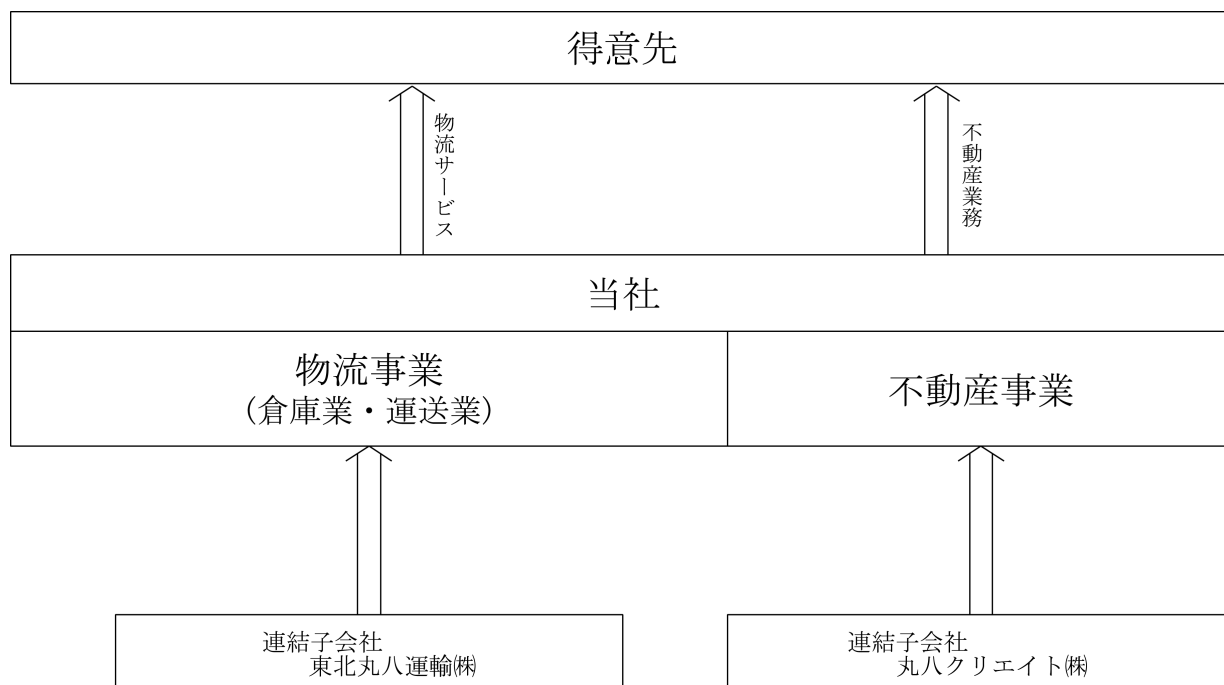 得意先
物流サービス
不動産業務
当社
物流事業
(倉庫業・運送業)
不動産事業
連結子会社
東北丸八運輸㈱
連結子会社
丸八クリエイト㈱